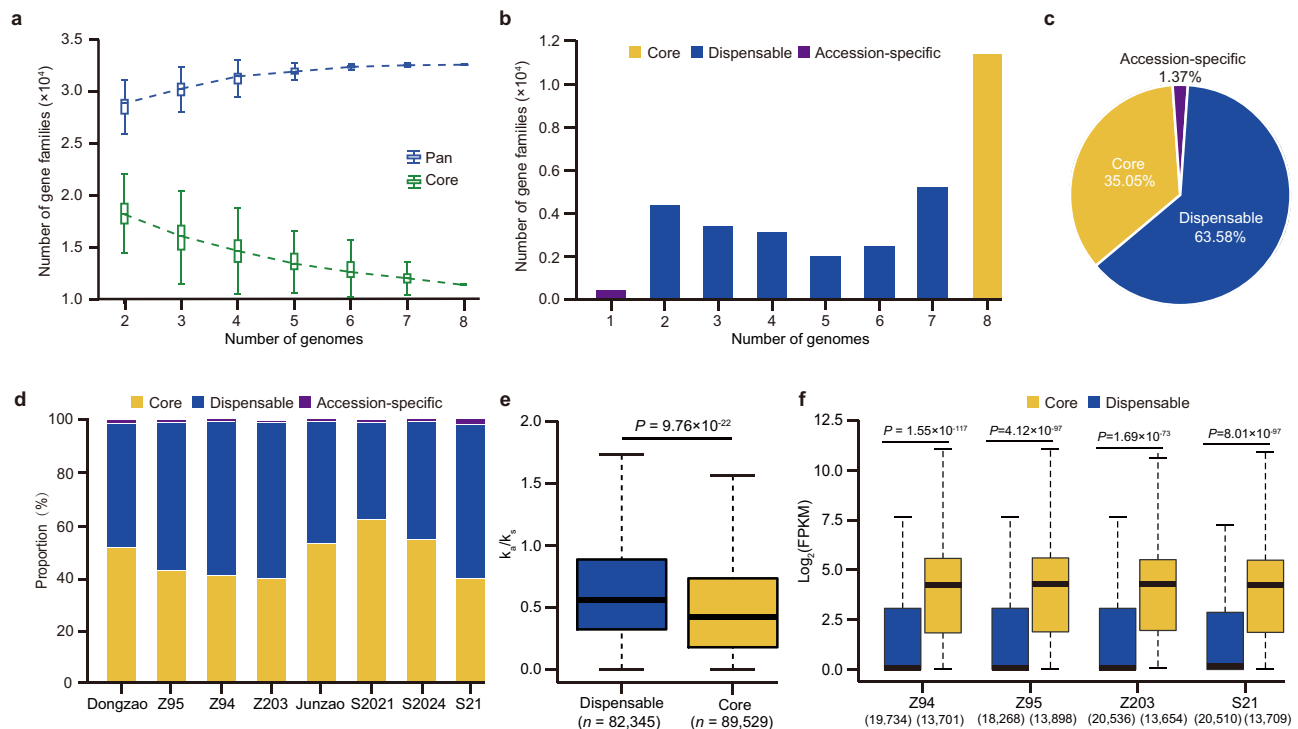 a
Number of gene families (×10⁴)
3.5
3.0
2.5
2.0
1.5
1.0
Pan
Core
2 3 4 5 6 7 8
Number of genomes
b
Number of gene families (×10⁴)
1.2
1.0
0.8
0.6
0.4
0.2
0.0
Core Dispensable Accession-specific
1 2 3 4 5 6 7 8
Number of genomes
c
Accession-specific
1.37%
Core
35.05%
Dispensable
63.58%
d
Core Dispensable Accession-specific
Proportion (%)
100
80
60
40
20
0
Dongzao Z95 Z94 Z203 Junzao S2021 S2024 S21
e
kₐ/kₛ
2.0
1.5
1.0
0.5
0.0
P = 9.76×10⁻²²
Dispensable Core
(n = 82,345) (n = 89,529)
f
Core Dispensable
Log₂(FPKM)
12.5
10.0
7.5
5.0
2.5
0.0
P = 1.55×10⁻¹¹⁷ P=4.12×10⁻⁹⁷ P=1.69×10⁻⁷³ P=8.01×10⁻⁹⁷
Z94 Z95 Z203 S21
(19.734) (13,701) (18,268) (13,898) (20,536) (13,654) (20,510) (13,709)